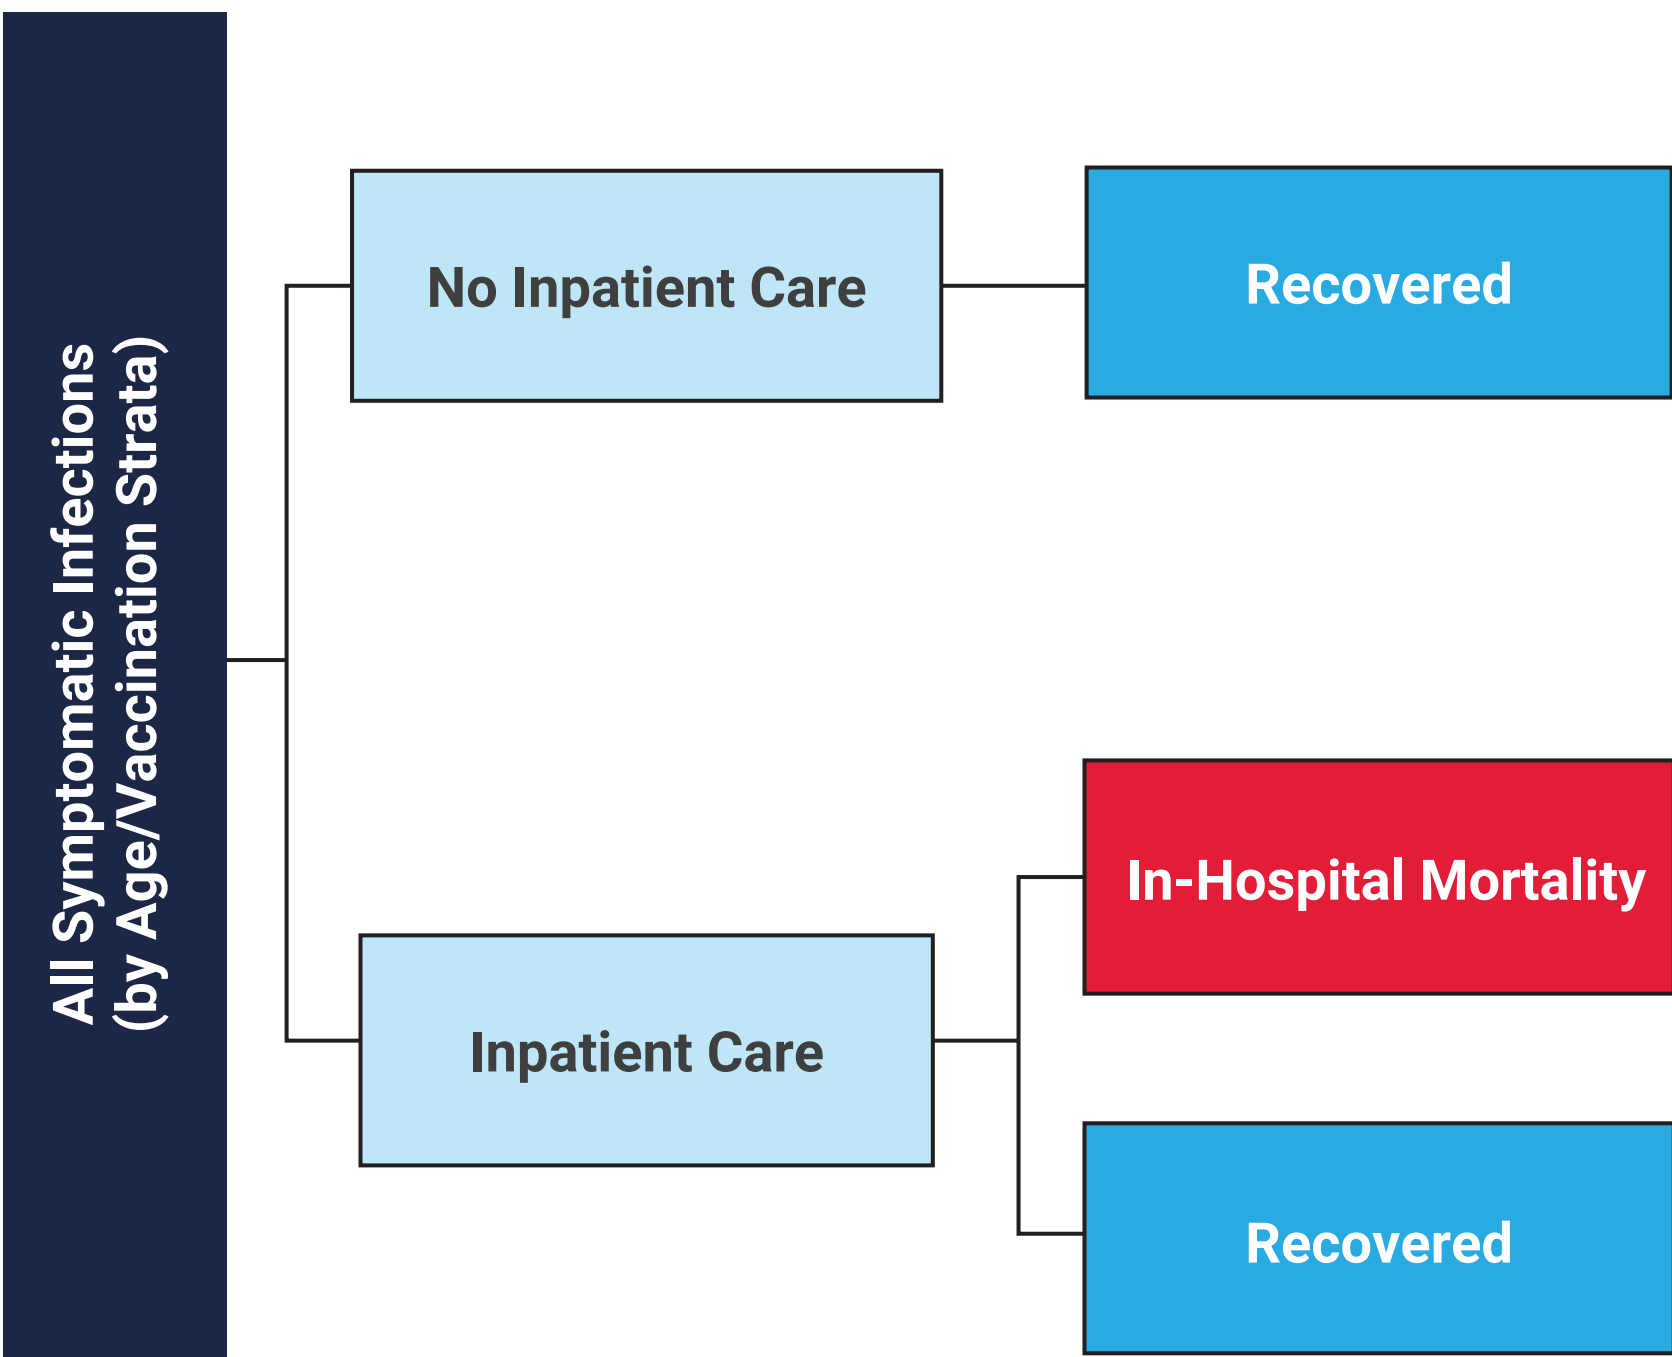 All Symptomatic Infections
(by Age/Vaccination Strata)
No Inpatient Care
Recovered
In-Hospital Mortality
Inpatient Care
Recovered